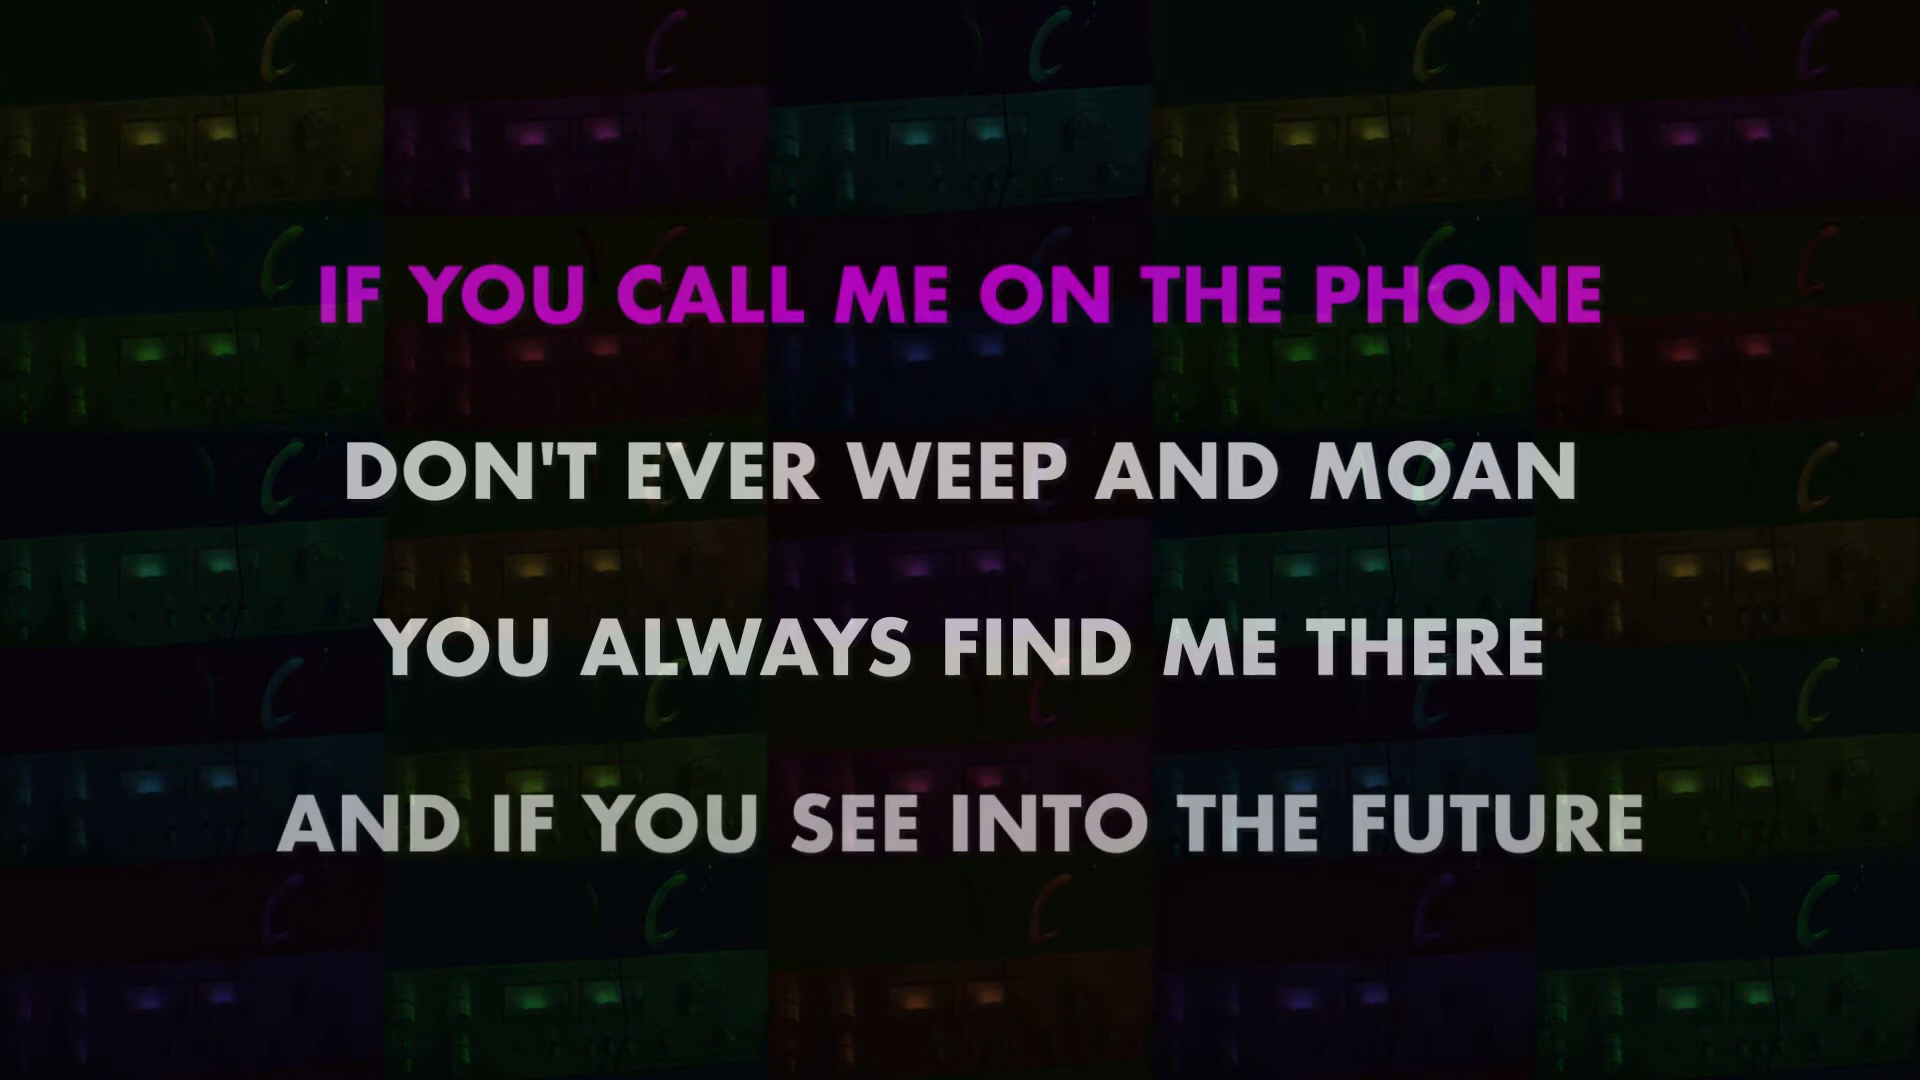 IF YOU CALL ME ON THE PHONE
DON'T EVER WEEP AND MOAN
YOU ALWAYS FIND ME THERE
AND IF YOU SEE INTO THE FUTURE